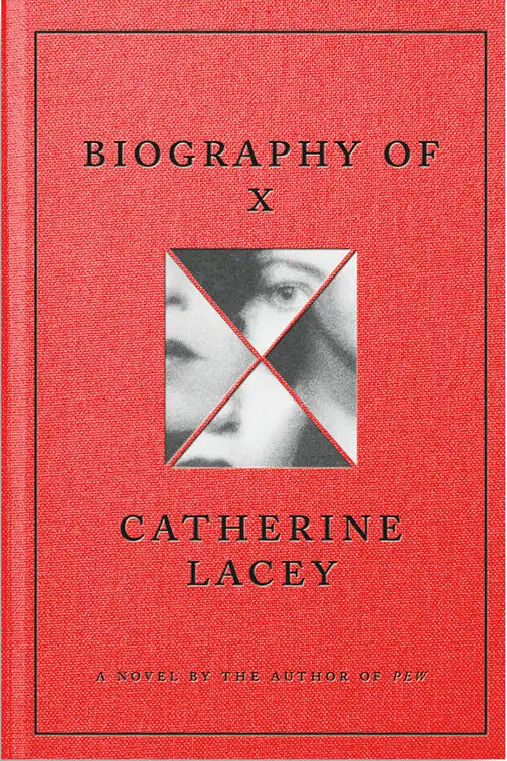 BIOGRAPHY OF
X
CATHERINE
LACEY
A NOVEL BY THE AUTHOR OF PEW